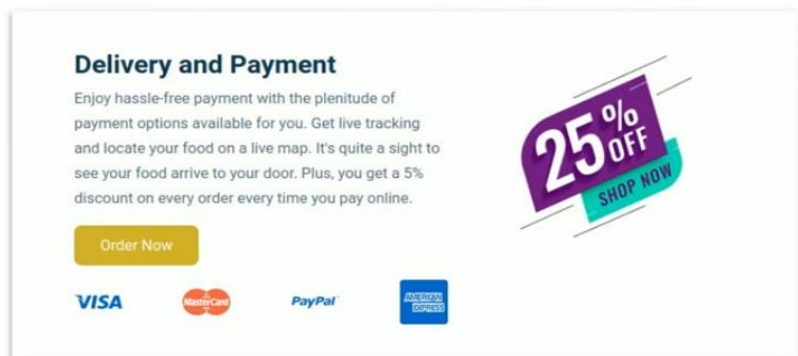 Delivery and Payment
Enjoy hassle-free payment with the plenitude of
payment options available for you. Get live tracking
and locate your food on a live map. It's quite a sight to
see your food arrive to your door. Plus, you get a 5%
discount on every order every time you pay online.
Order Now
VISA
MasterCard
PayPal
AMERICAN
EXPRESS
25%
OFF
SHOP NOW